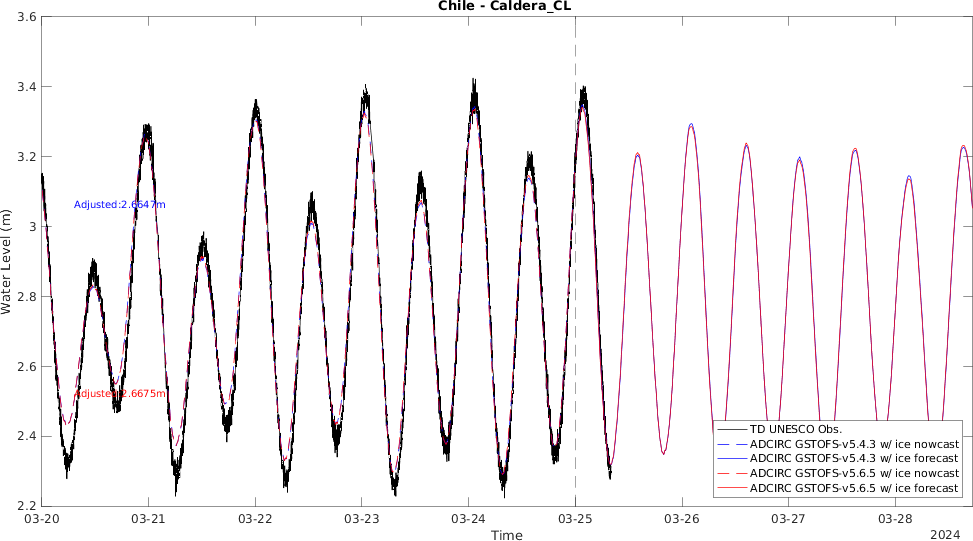 Chile - Caldera_CL
3.6
3.4
3.2
3
2.8
2.6
2.4
2.2
Water Level (m)
Adjusted:2.6647m
Adjusted:2.6675m
TD UNESCO Obs.
ADCIRC GSTOFS-v5.4.3 w/ ice nowcast
ADCIRC GSTOFS-v5.4.3 w/ ice forecast
ADCIRC GSTOFS-v5.6.5 w/ ice nowcast
ADCIRC GSTOFS-v5.6.5 w/ ice forecast
03-20 03-21 03-22 03-23 03-24 03-25 03-26 03-27 03-28
Time
2024